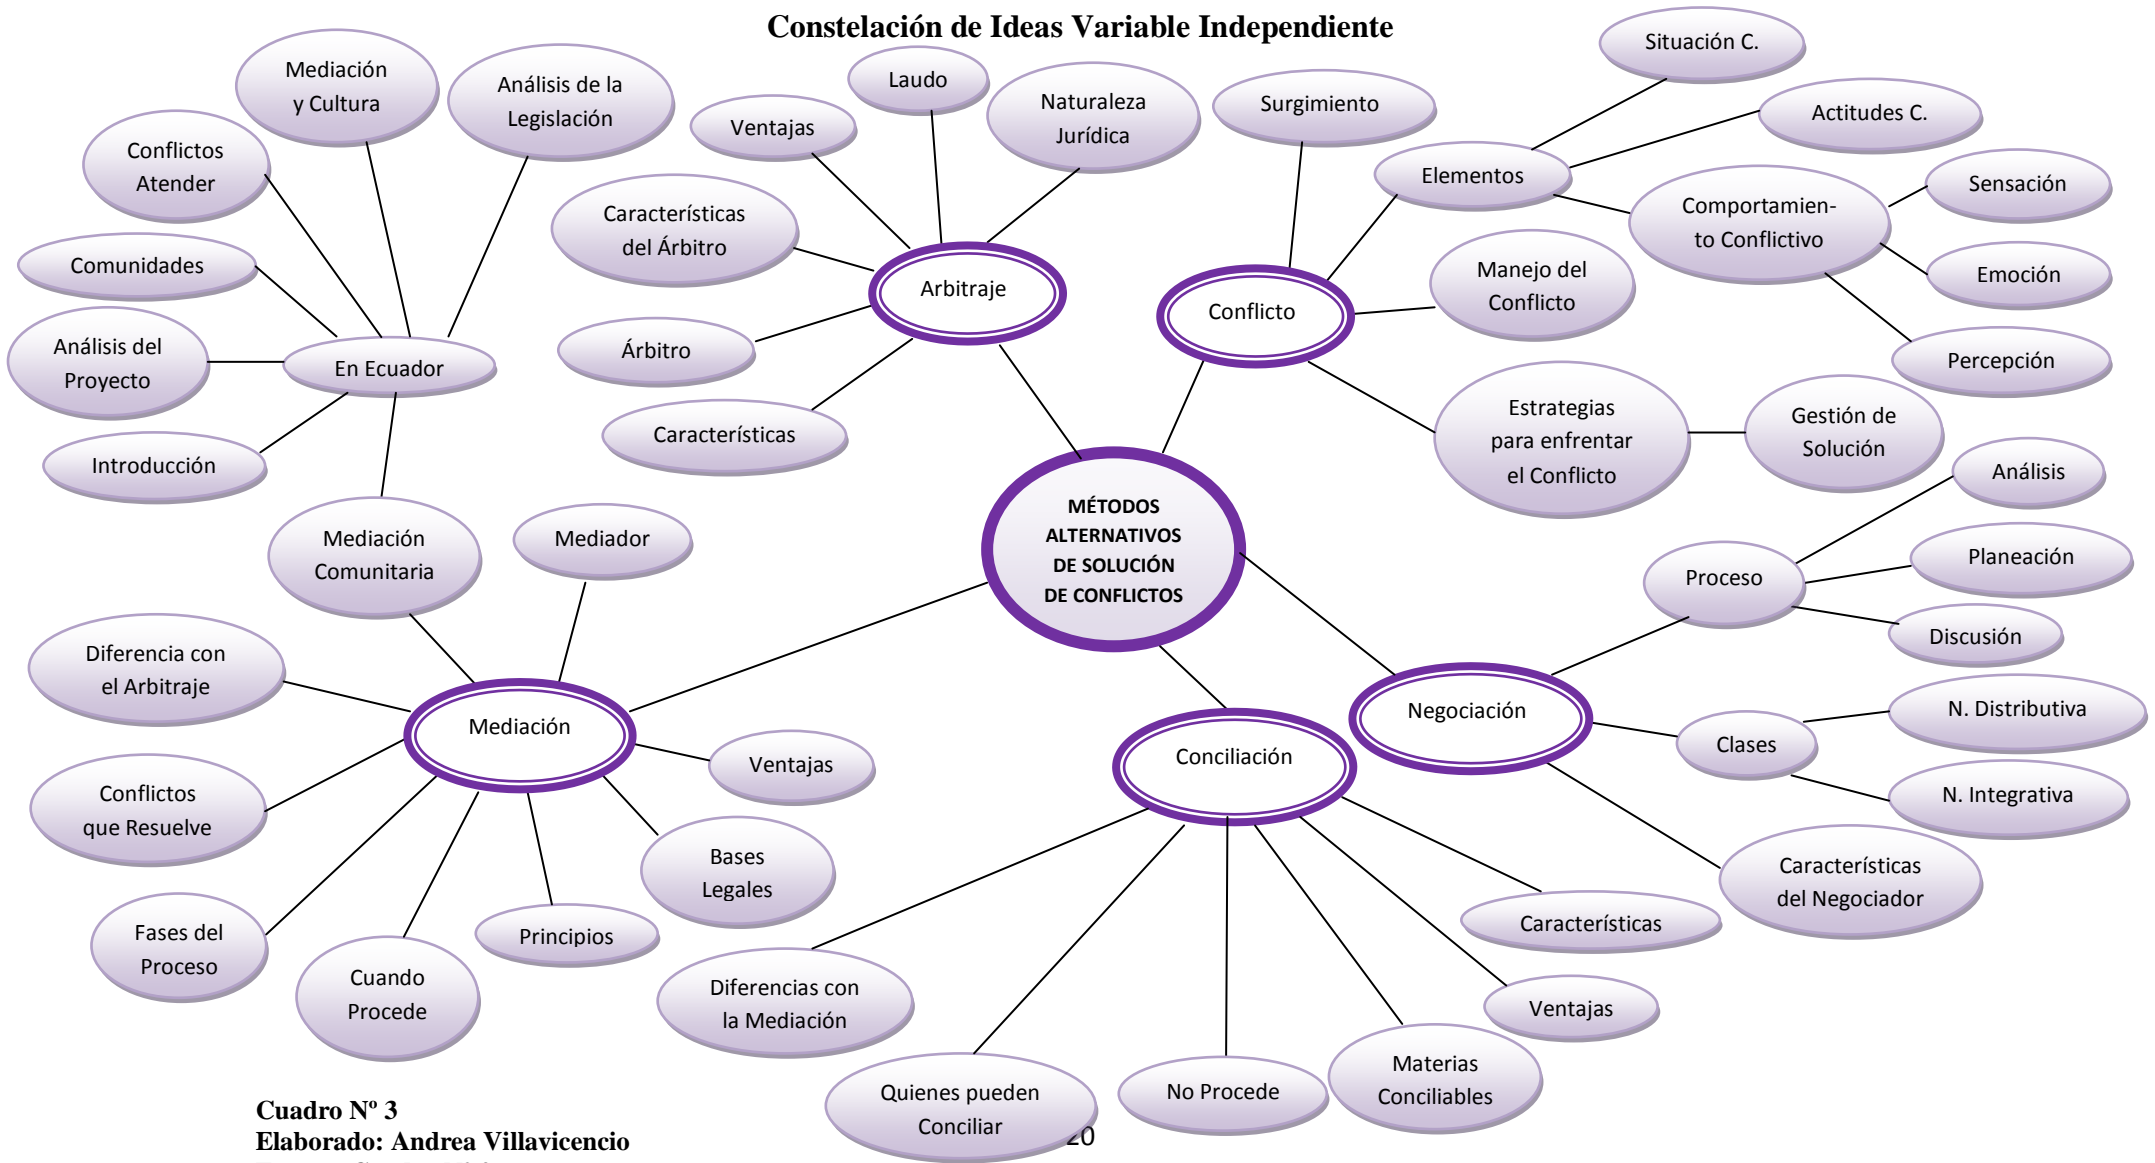 Constelación de Ideas Variable Independiente
Situación C.
Mediación
y Cultura
Análisis de la
Legislación
Laudo
Naturaleza
Jurídica
Surgimiento
Actitudes C.
Ventajas
Conflictos
Atender
Elementos
Sensación
Comportamien-
to Conflictivo
Características
del Árbitro
Comunidades
Emoción
Manejo del
Conflicto
Arbitraje
Conflicto
Árbitro
Análisis del
Proyecto
En Ecuador
Percepción
Estrategias
para enfrentar
el Conflicto
Gestión de
Solución
Características
Introducción
Análisis
MÉTODOS
ALTERNATIVOS
DE SOLUCIÓN
DE CONFLICTOS
Mediación
Comunitaria
Mediador
Proceso
Planeación
Discusión
Diferencia con
el Arbitraje
Mediación
Negociación
N. Distributiva
Clases
Conciliación
Ventajas
N. Integrativa
Conflictos
que Resuelve
Bases
Legales
Características
del Negociador
Características
Fases del
Proceso
Principios
Cuando
Procede
Diferencias con
la Mediación
Ventajas
Materias
Conciliables
Quienes pueden
Conciliar
No Procede
Cuadro Nº 3
Elaborado: Andrea Villavicencio
20